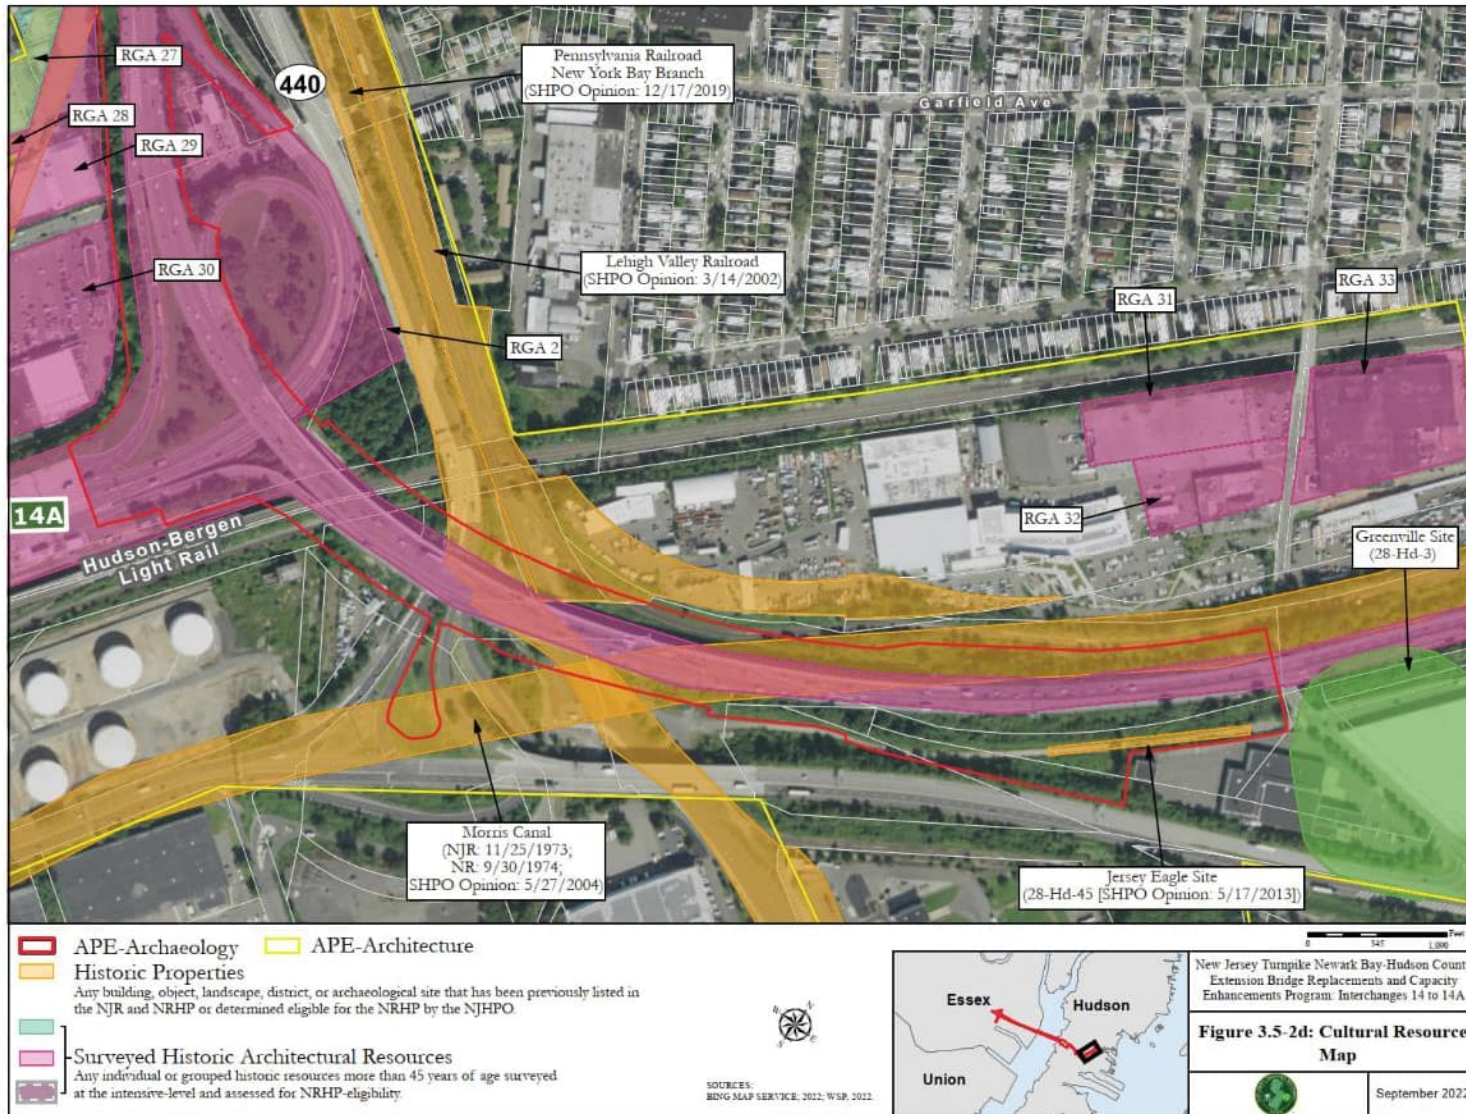 RGA 27
RGA 28
RGA 29
RGA 30
440
Pennsylvania Railroad
New York Bay Branch
(SHPO Opinion: 12/17/2019)
Garfield Ave
Lehigh Valley Railroad
(SHPO Opinion: 3/14/2002)
RGA 2
RGA 31
RGA 33
RGA 32
Greenville Site
(28-Hd-3)
14A
Hudson-Bergen
Light Rail
Morris Canal
(NJR: 11/25/1973;
NR: 9/30/1974;
SHPO Opinion: 5/27/2004)
Jersey Eagle Site
(28-Hd-45 [SHPO Opinion: 5/17/2013])
APE-Archaeology
APE-Architecture
Historic Properties
Any building, object, landscape, district, or archaeological site that has been previously listed in
the NJR and NRHP or determined eligible for the NRHP by the NJHPO.
Surveyed Historic Architectural Resources
Any individual or grouped historic resources more than 45 years of age surveyed
at the intensive-level and assessed for NRHP-eligibility.
N
E
S
W
SOURCES:
BING MAP SERVICE, 2022; WSP, 2022.
Essex
Hudson
Union
Feet
0 545 1,090
New Jersey Turnpike Newark Bay-Hudson County
Extension Bridge Replacements and Capacity
Enhancements Program: Interchanges 14 to 14A
Figure 3.5-2d: Cultural Resource
Map
September 2022